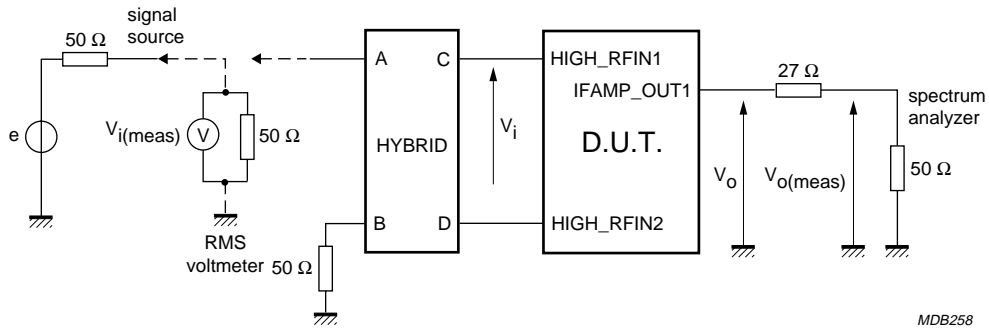 signal
source
50 Ω
e
V i(meas)
V
50 Ω
RMS
voltmeter
50 Ω
A
C
HYBRID
B
D
V i
HIGH_RFIN1
IFAMP_OUT1
D.U.T.
HIGH_RFIN2
27 Ω
V o
V o(meas)
spectrum
analyzer
50 Ω
MDB258